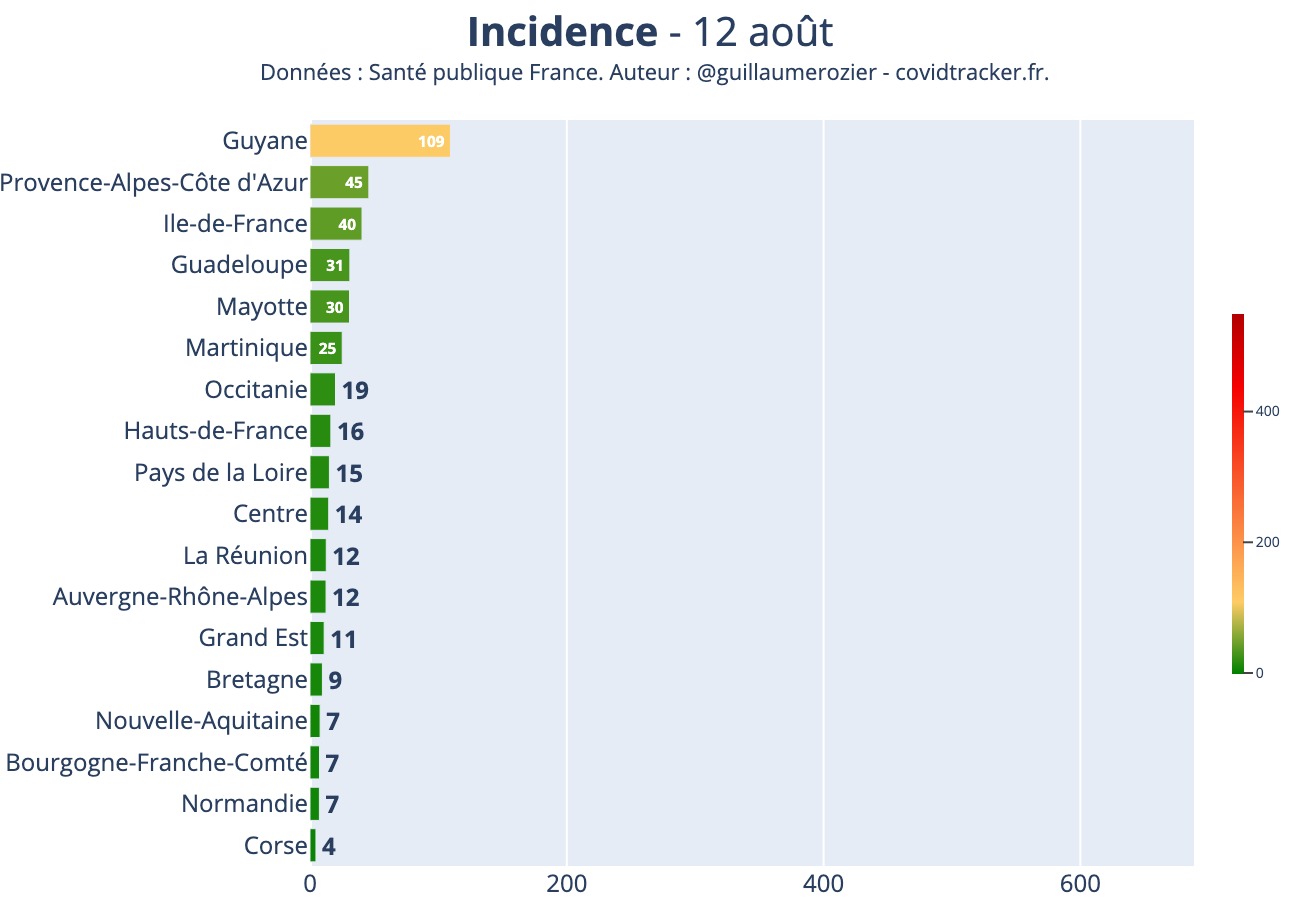 Incidence - 12 août
Données : Santé publique France. Auteur : @guillaumerozier - covidtracker.fr.
Guyane 109
Provence-Alpes-Côte d'Azur 45
Ile-de-France 40
Guadeloupe 31
Mayotte 30
Martinique 25
Occitanie 19
Hauts-de-France 16
Pays de la Loire 15
Centre 14
La Réunion 12
Auvergne-Rhône-Alpes 12
Grand Est 11
Bretagne 9
Nouvelle-Aquitaine 7
Bourgogne-Franche-Comté 7
Normandie 7
Corse 4
0 200 400 600
400
200
0